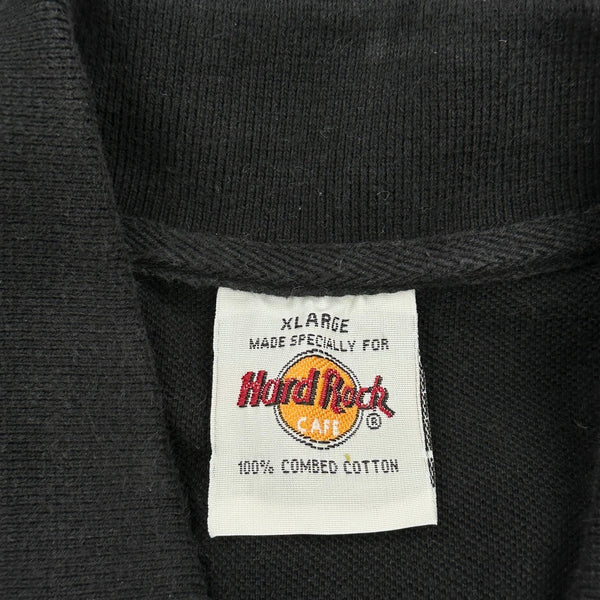 XLARGE
MADE SPECIALLY FOR
Hard Rock
CAFE ®
100% COMBED COTTON